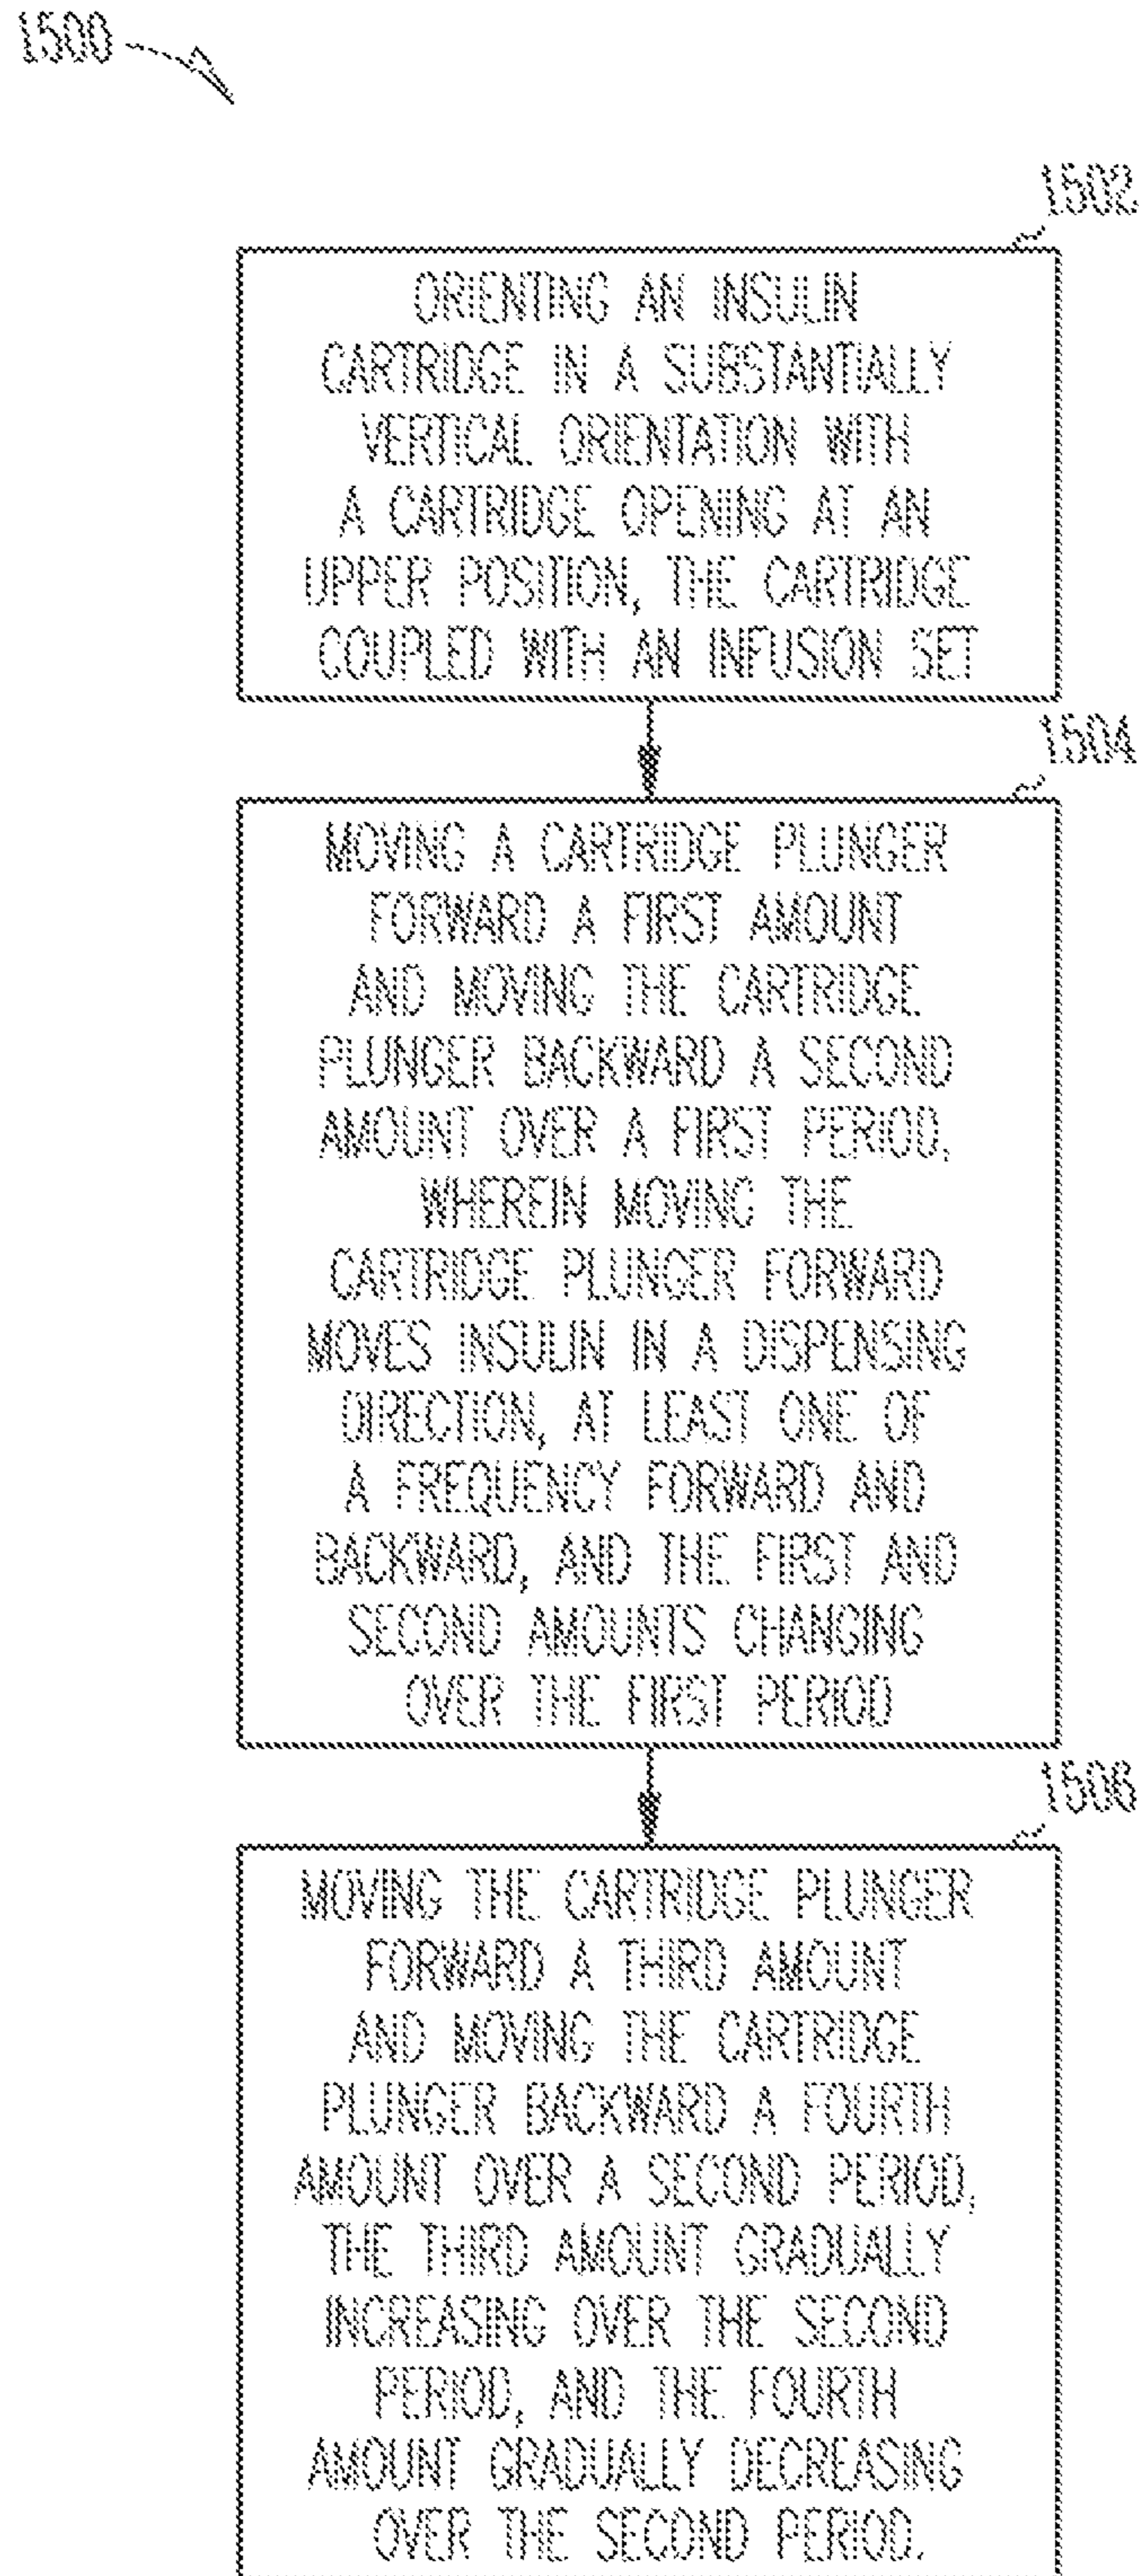 1500
1502
ORIENTING AN INSULIN
CARTRIDGE IN A SUBSTANTIALLY
VERTICAL ORIENTATION WITH
A CARTRIDGE OPENING AT AN
UPPER POSITION, THE CARTRIDGE
COUPLED WITH AN INFUSION SET
1504
MOVING A CARTRIDGE PLUNGER
FORWARD A FIRST AMOUNT
AND MOVING THE CARTRIDGE
PLUNGER BACKWARD A SECOND
AMOUNT OVER A FIRST PERIOD,
WHEREIN MOVING THE
CARTRIDGE PLUNGER FORWARD
MOVES INSULIN IN A DISPENSING
DIRECTION, AT LEAST ONE OF
A FREQUENCY FORWARD AND
BACKWARD, AND THE FIRST AND
SECOND AMOUNTS CHANGING
OVER THE FIRST PERIOD
1506
MOVING THE CARTRIDGE PLUNGER
FORWARD A THIRD AMOUNT
AND MOVING THE CARTRIDGE
PLUNGER BACKWARD A FOURTH
AMOUNT OVER A SECOND PERIOD,
THE THIRD AMOUNT GRADUALLY
INCREASING OVER THE SECOND
PERIOD, AND THE FOURTH
AMOUNT GRADUALLY DECREASING
OVER THE SECOND PERIOD.